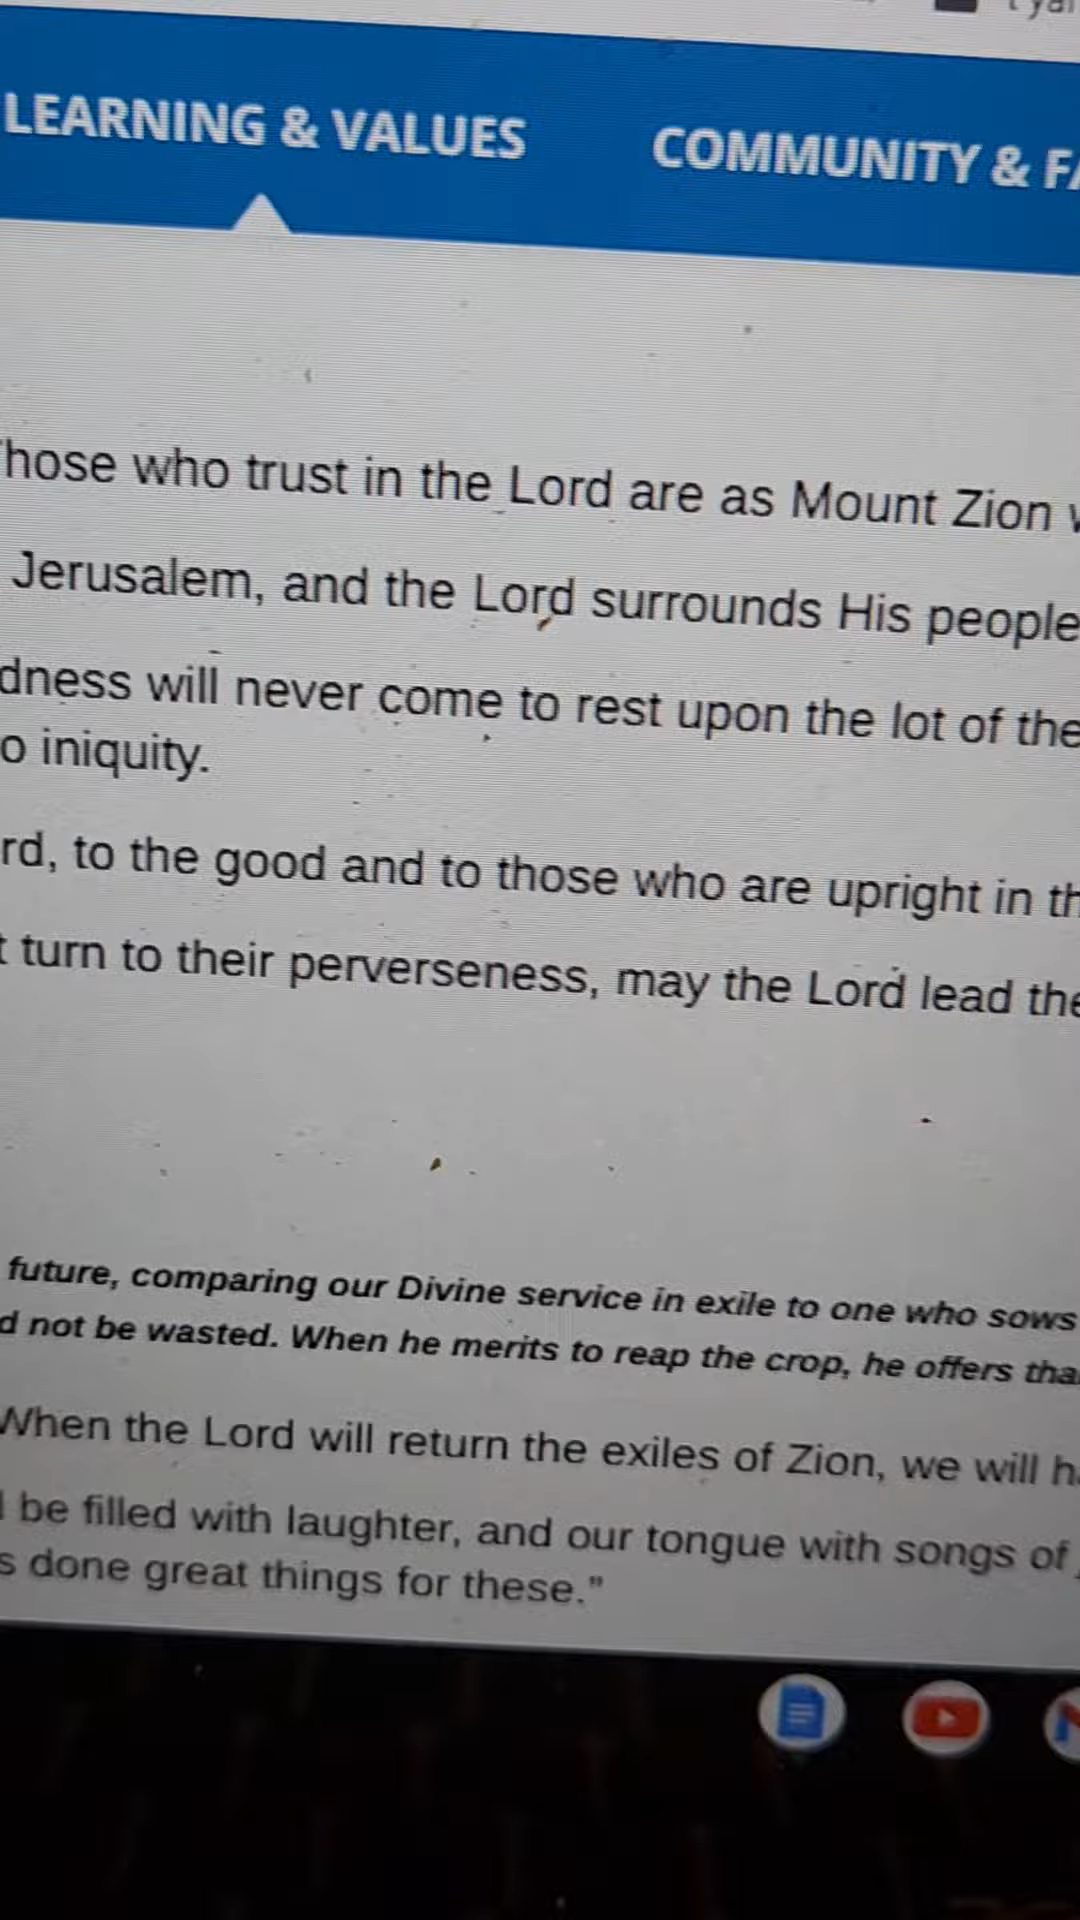 LEARNING & VALUES
COMMUNITY &
who trust in the Lord are as Mount Zion
Jerusalem, and the Lord surrounds His people
will never come to rest upon the lot of the
iniquity.
to the good and to those who are upright in
turn to their perverseness, may the Lord lead
future, comparing our Divine service in exile to one who sows
not be wasted. When he merits to reap the crop, he offers
When the Lord will return the exiles of Zion, we will
be filled with laughter, and our tongue with songs of
done great things for these."